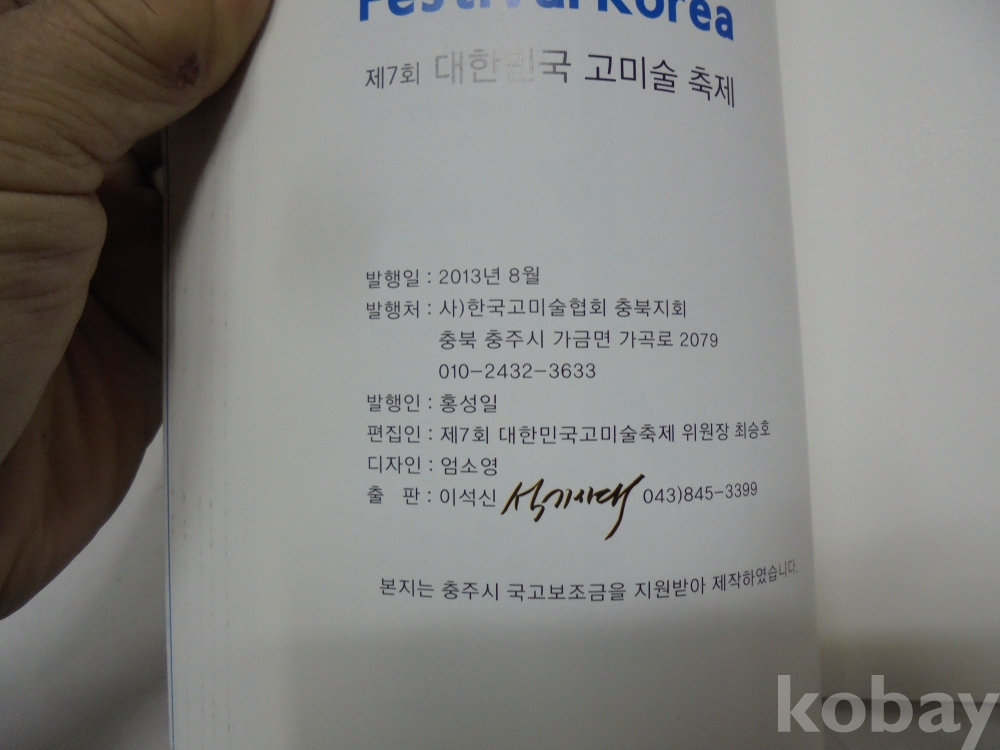 Festival Korea
제7회 대한민국 고미술 축제
발행일 : 2013년 8월
발행처 : 사)한국고미술협회 충북지회
충북 충주시 가금면 가곡로 2079
010-2432-3633
발행인 : 홍성일
편집인 : 제7회 대한민국고미술축제 위원장 최승호
디자인 : 엄소영
출 판 : 이석신 석기시대 043)845-3399
본지는 충주시 국고보조금을 지원받아 제작하였습니다.
kobay